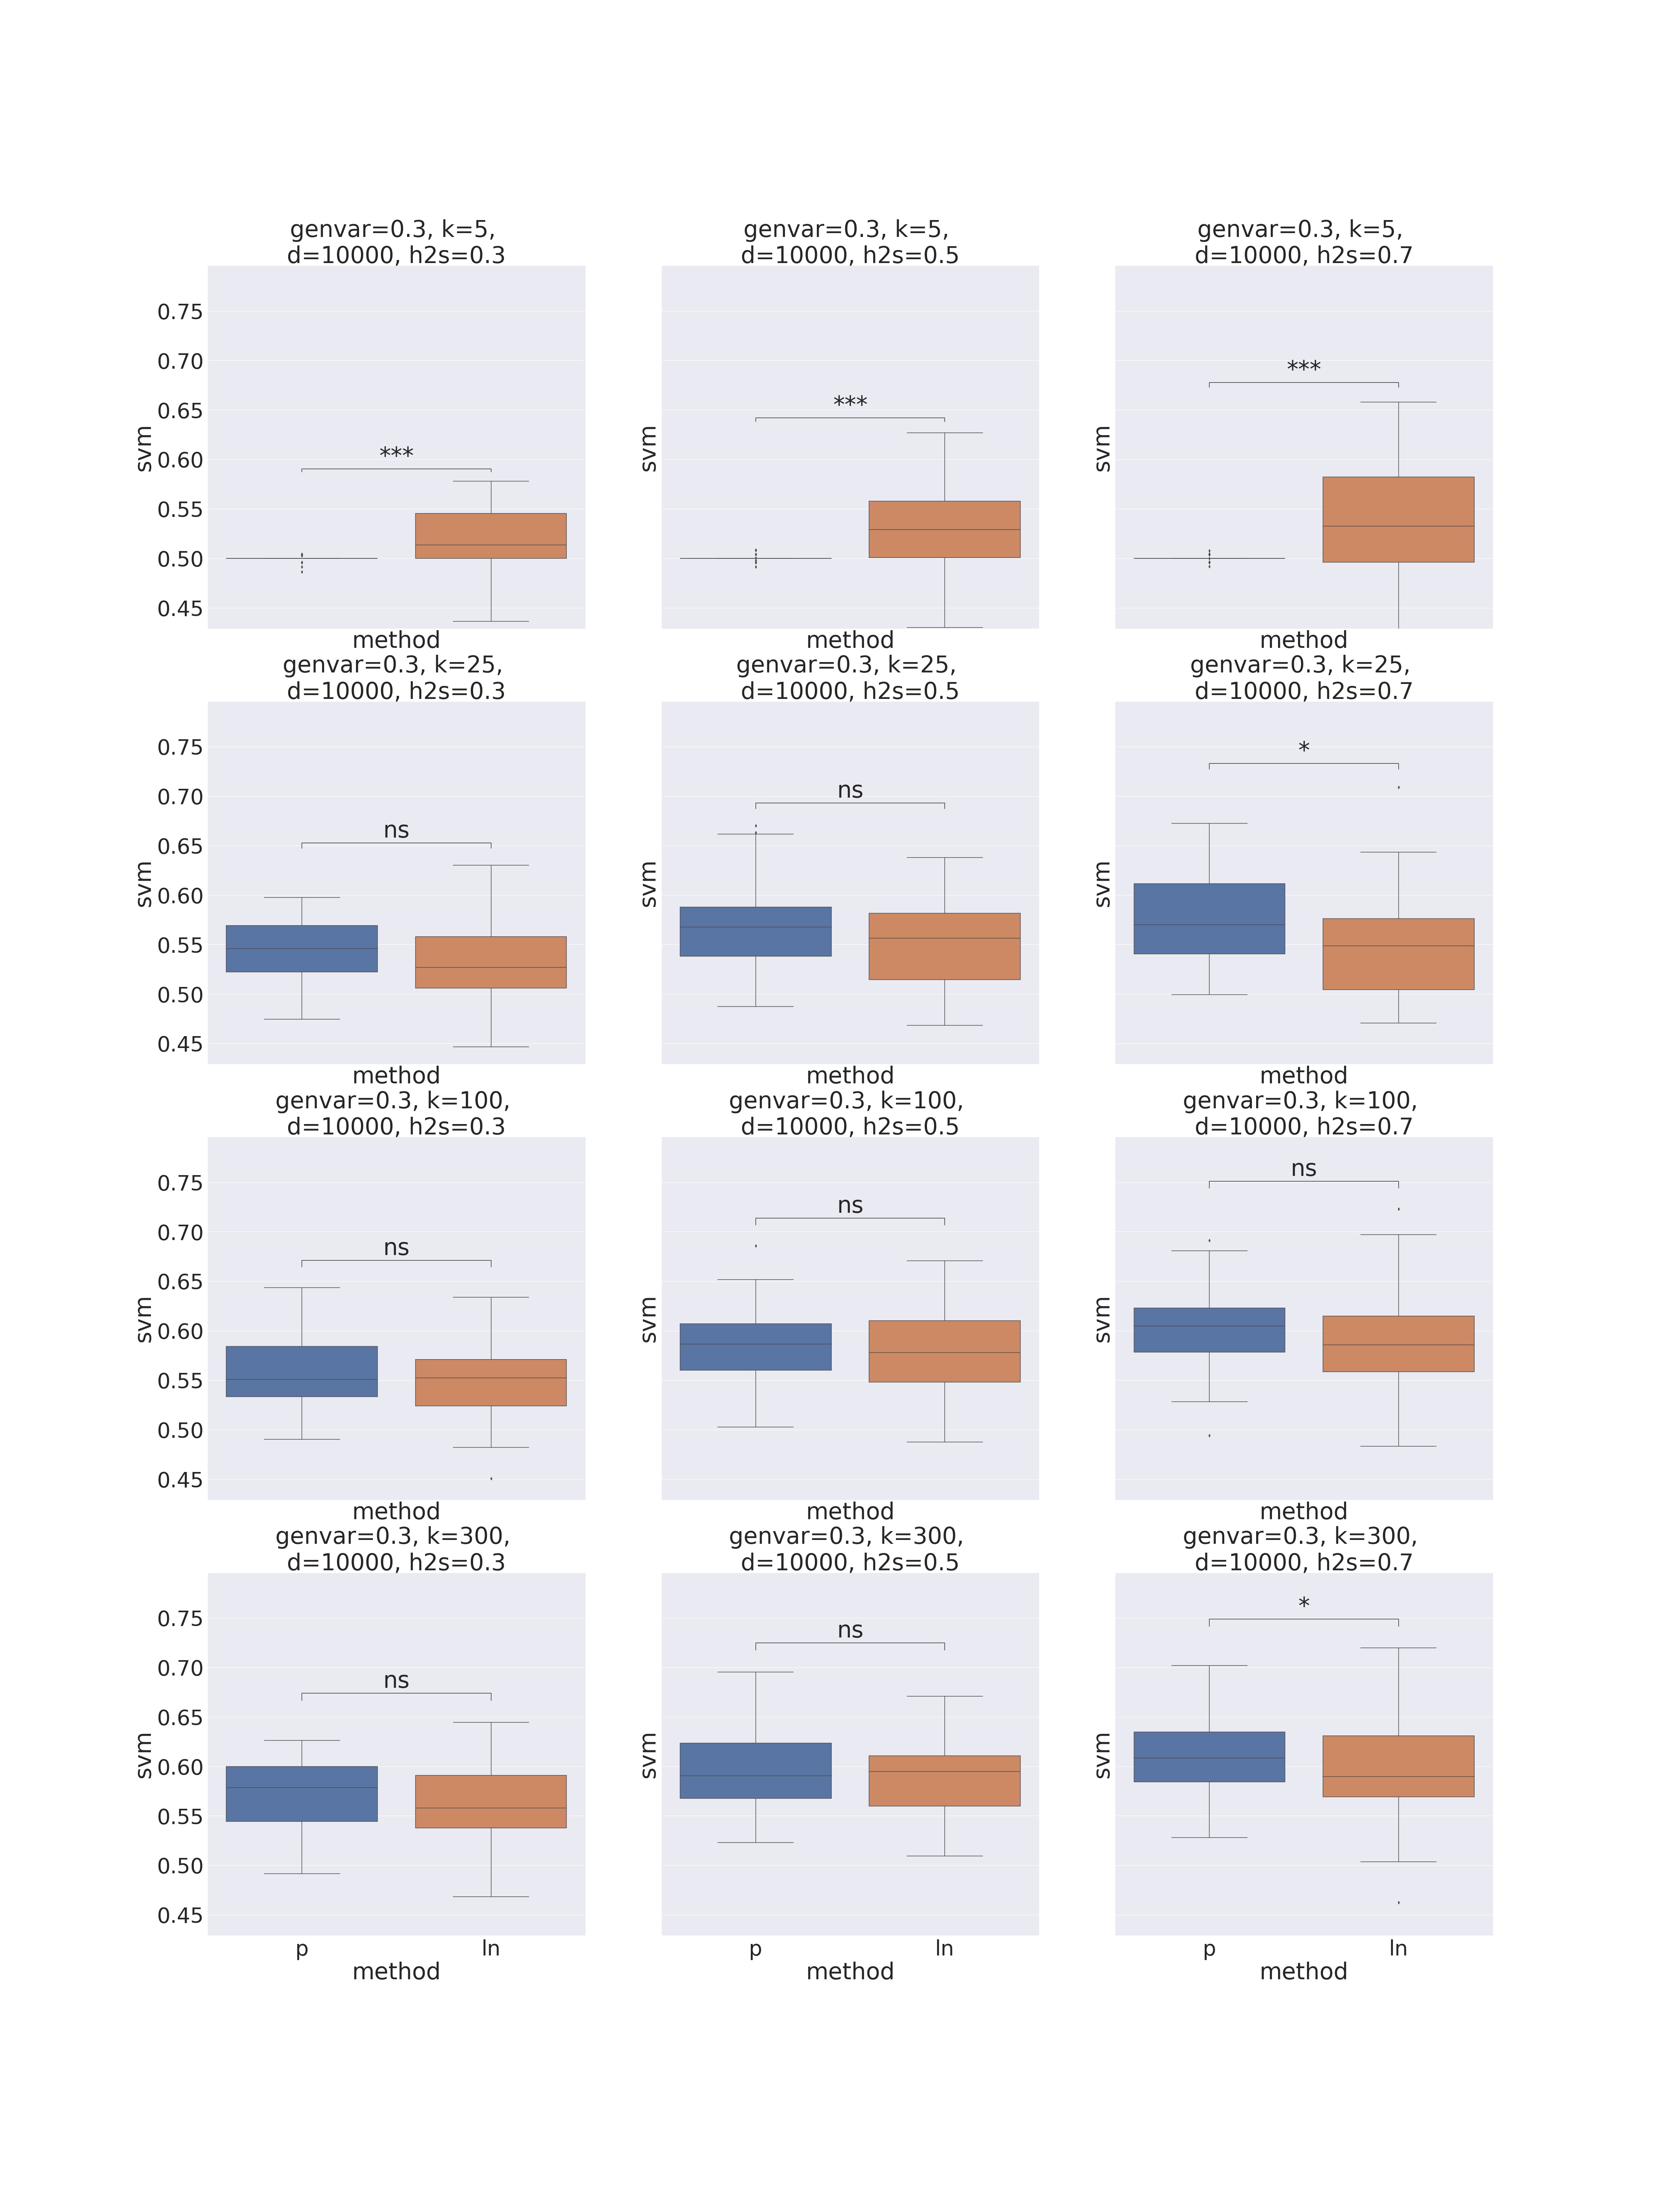 genvar=0.3, k=5,
d=10000, h2s=0.3
genvar=0.3, k=5,
d=10000, h2s=0.5
genvar=0.3, k=5,
d=10000, h2s=0.7
0.75
0.70
0.65
0.60
0.55
0.50
0.45
svm
svm
svm
***
***
***
method
method
method
genvar=0.3, k=25,
d=10000, h2s=0.3
genvar=0.3, k=25,
d=10000, h2s=0.5
genvar=0.3, k=25,
d=10000, h2s=0.7
0.75
0.70
0.65
0.60
0.55
0.50
0.45
svm
svm
svm
ns
ns
*
method
method
method
genvar=0.3, k=100,
d=10000, h2s=0.3
genvar=0.3, k=100,
d=10000, h2s=0.5
genvar=0.3, k=100,
d=10000, h2s=0.7
0.75
0.70
0.65
0.60
0.55
0.50
0.45
svm
svm
svm
ns
ns
ns
method
method
method
genvar=0.3, k=300,
d=10000, h2s=0.3
genvar=0.3, k=300,
d=10000, h2s=0.5
genvar=0.3, k=300,
d=10000, h2s=0.7
0.75
0.70
0.65
0.60
0.55
0.50
0.45
svm
svm
svm
ns
ns
*
p
ln
p
ln
p
ln
method
method
method